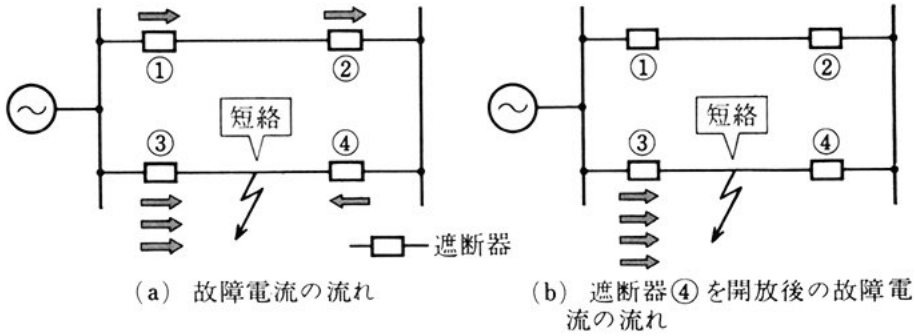 ① ② ① ②
短絡 短絡
③ ④ ③ ④
遮断器
(a) 故障電流の流れ
(b) 遮断器④を開放後の故障電
流の流れ